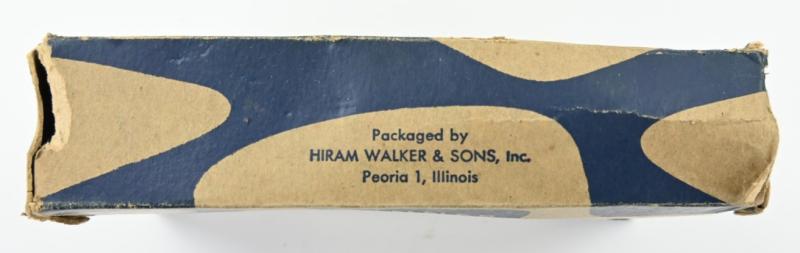 Packaged by
HIRAM WALKER & SONS, Inc.
Peoria 1, Illinois